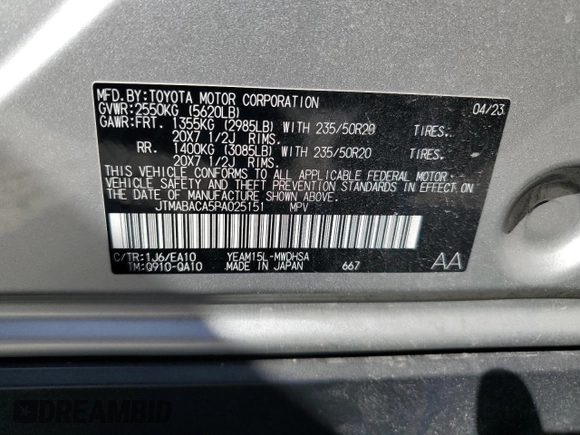 MFD.BY:TOYOTA MOTOR CORPORATION 04/23
GVWR:2550KG (5620LB)
GAWR:FRT. 1355KG (2985LB) WITH 235/50R20 TIRES.
20X7 1/2J RIMS.
RR. 1400KG (3085LB) WITH 235/50R20 TIRES.
20X7 1/2J RIMS.
THIS VEHICLE CONFORMS TO ALL APPLICABLE FEDERAL MOTOR
VEHICLE SAFETY AND THEFT PREVENTION STANDARDS IN EFFECT ON
THE DATE OF MANUFACTURE SHOWN ABOVE.
JTMABACA5PA025151 MPV
C/TR:1J6/EA10 YEAM15L-MWDHSA AA
TM:Q910-QA10 MADE IN JAPAN 667
DREAMBID